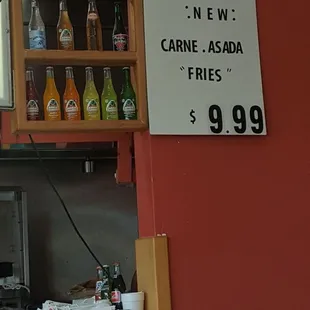 :NEW:
CARNE.ASADA
"FRIES"
$9.99